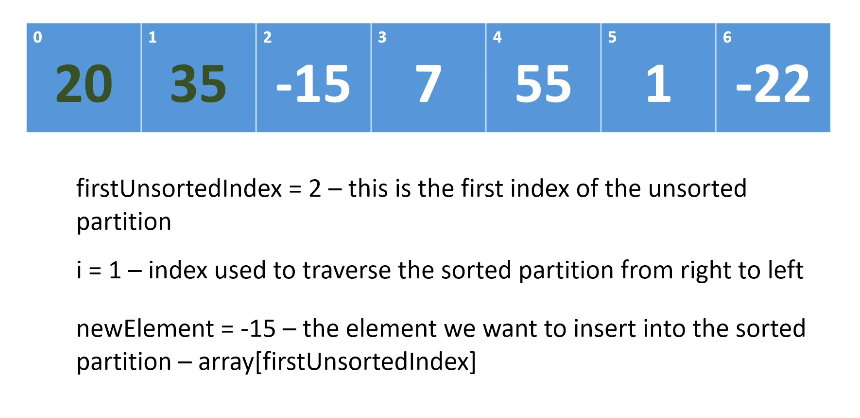 0 1 2 3 4 5 6
20 35 -15 7 55 1 -22
firstUnsortedIndex = 2 – this is the first index of the unsorted
partition
i = 1 – index used to traverse the sorted partition from right to left
newElement = -15 – the element we want to insert into the sorted
partition – array[firstUnsortedIndex]